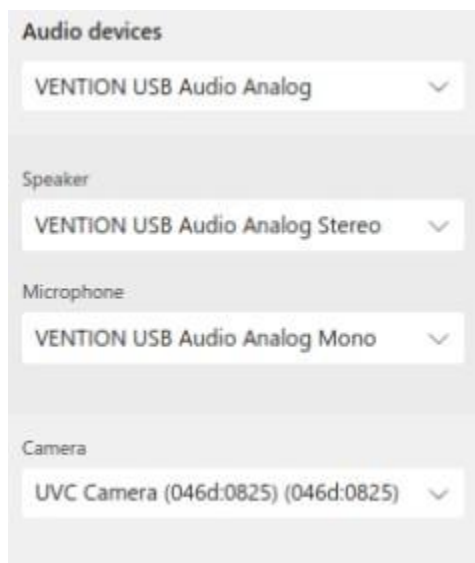 Audio devices
VENTION USB Audio Analog
Speaker
VENTION USB Audio Analog Stereo
Microphone
VENTION USB Audio Analog Mono
Camera
UVC Camera (046d:0825) (046d:0825)